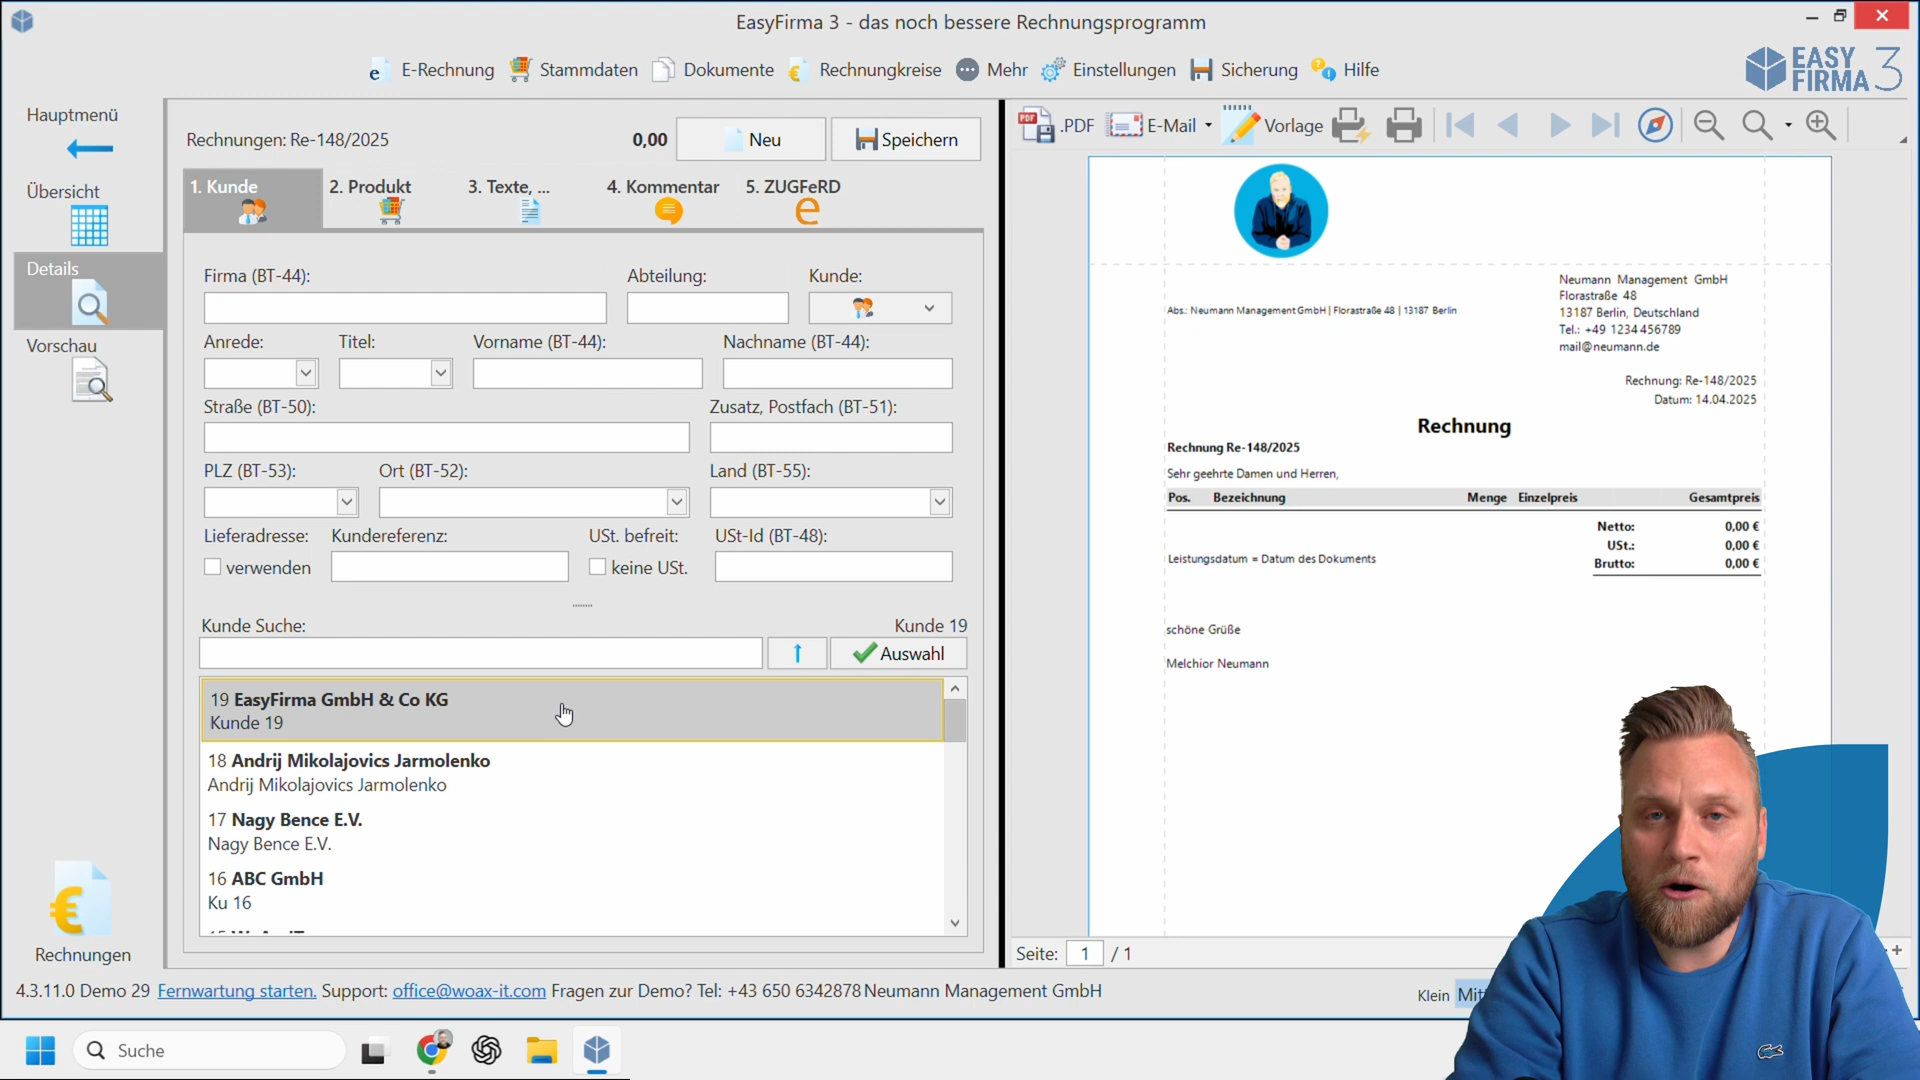 EasyFirma 3 - das noch bessere Rechnungsprogramm
E-Rechnung Stammdaten Dokumente Rechnungkreise Mehr Einstellungen Sicherung Hilfe
EASY FIRMA 3
Hauptmenü
Übersicht
Details
Vorschau
Rechnungen
Rechnungen: Re-148/2025 0,00 Neu Speichern
1. Kunde 2. Produkt 3. Texte, ... 4. Kommentar 5. ZUGFeRD
Firma (BT-44): Abteilung: Kunde:
Anrede: Titel: Vorname (BT-44): Nachname (BT-44):
Straße (BT-50): Zusatz, Postfach (BT-51):
PLZ (BT-53): Ort (BT-52): Land (BT-55):
Lieferadresse: Kundereferenz: USt. befreit: USt-Id (BT-48):
verwenden keine USt.
Kunde Suche: Kunde 19
Auswahl
19 EasyFirma GmbH & Co KG
Kunde 19
18 Andrij Mikolajovics Jarmolenko
Andrij Mikolajovics Jarmolenko
17 Nagy Bence E.V.
Nagy Bence E.V.
16 ABC GmbH
Ku 16
PDF .PDF E-Mail Vorlage
Neumann Management GmbH
Florastraße 48
13187 Berlin, Deutschland
Tel.: +49 1234456789
mail@neumann.de
Abs.: Neumann Management GmbH | Florastraße 48 | 13187 Berlin
Rechnung: Re-148/2025
Datum: 14.04.2025
Rechnung
Rechnung Re-148/2025
Sehr geehrte Damen und Herren,
Pos. Bezeichnung Menge Einzelpreis Gesamtpreis
Netto: 0,00 €
USt.: 0,00 €
Brutto: 0,00 €
Leistungsdatum = Datum des Dokuments
schöne Grüße
Melchior Neumann
Seite: 1 / 1
4.3.11.0 Demo 29 Fernwartung starten. Support: office@woax-it.com Fragen zur Demo? Tel: +43 650 6342878 Neumann Management GmbH
Klein
Suche